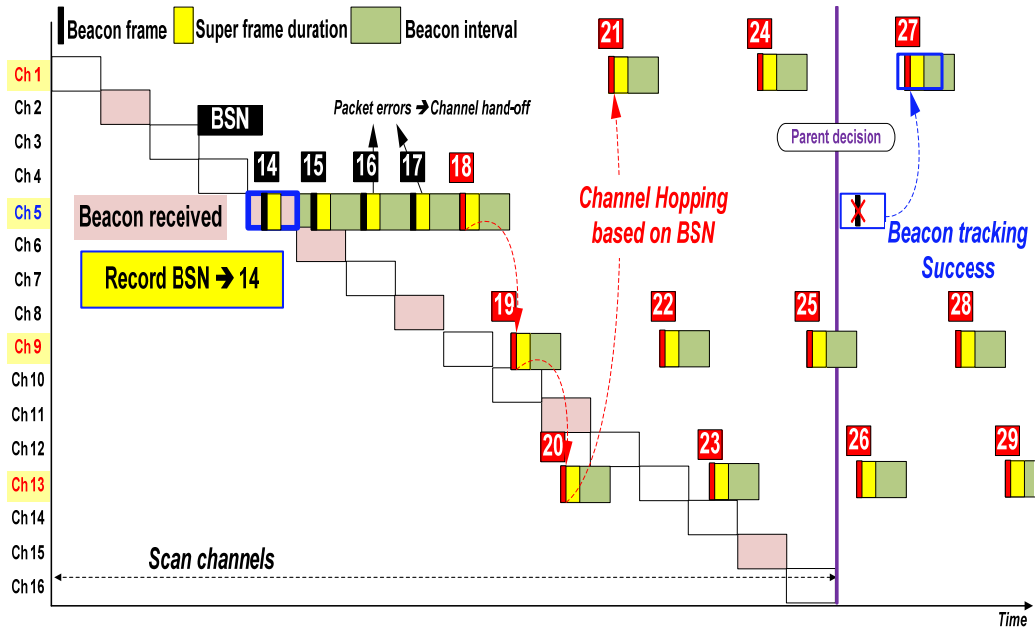 Beacon frame
Super frame duration
Beacon interval
21
24
27
Ch 1
Ch 2
BSN
Packet errors ➔ Channel hand-off
Ch 3
Parent decision
Ch 4
14
15
16
17
18
Ch 5
Beacon received
Channel Hopping
based on BSN
X
Beacon tracking
Success
Ch 6
Record BSN ➔ 14
Ch 7
Ch 8
19
22
25
28
Ch 9
Ch 10
Ch 11
Ch 12
20
23
26
29
Ch 13
Ch 14
Ch 15
Scan channels
Ch 16
Time